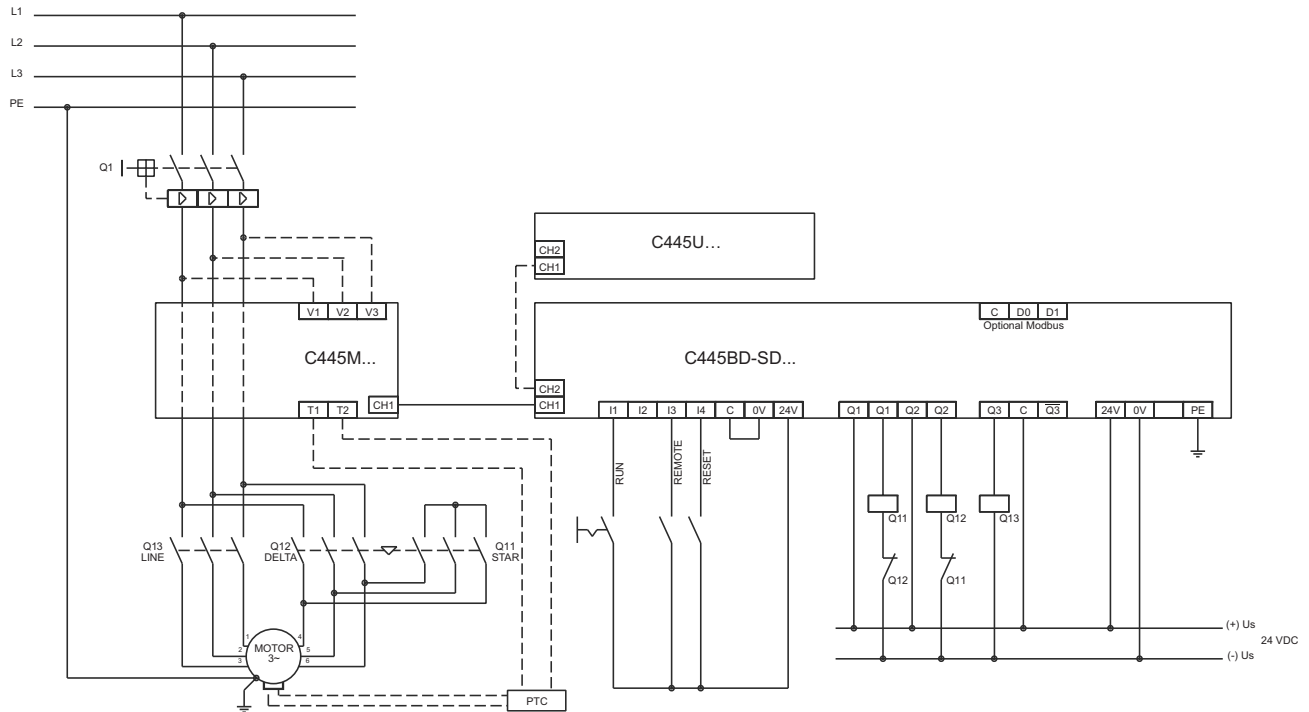 L1
L2
L3
PE
Q1
C445U...
CH2
CH1
V1 V2 V3
C445M...
T1 T2
CH1
C D0 D1
Optional Modbus
C445BD-SD...
CH2
CH1
I1 I2 I3 I4 C 0V 24V
Q1 Q1 Q2 Q2
Q3 C Q̅3̅
24V 0V PE
RUN
REMOTE
RESET
Q11
Q12
Q13
Q12
Q11
Q13
LINE
Q12
DELTA
Q11
STAR
MOTOR
3~
1
2
3
4
5
6
PTC
(+) Us
24 VDC
(-) Us